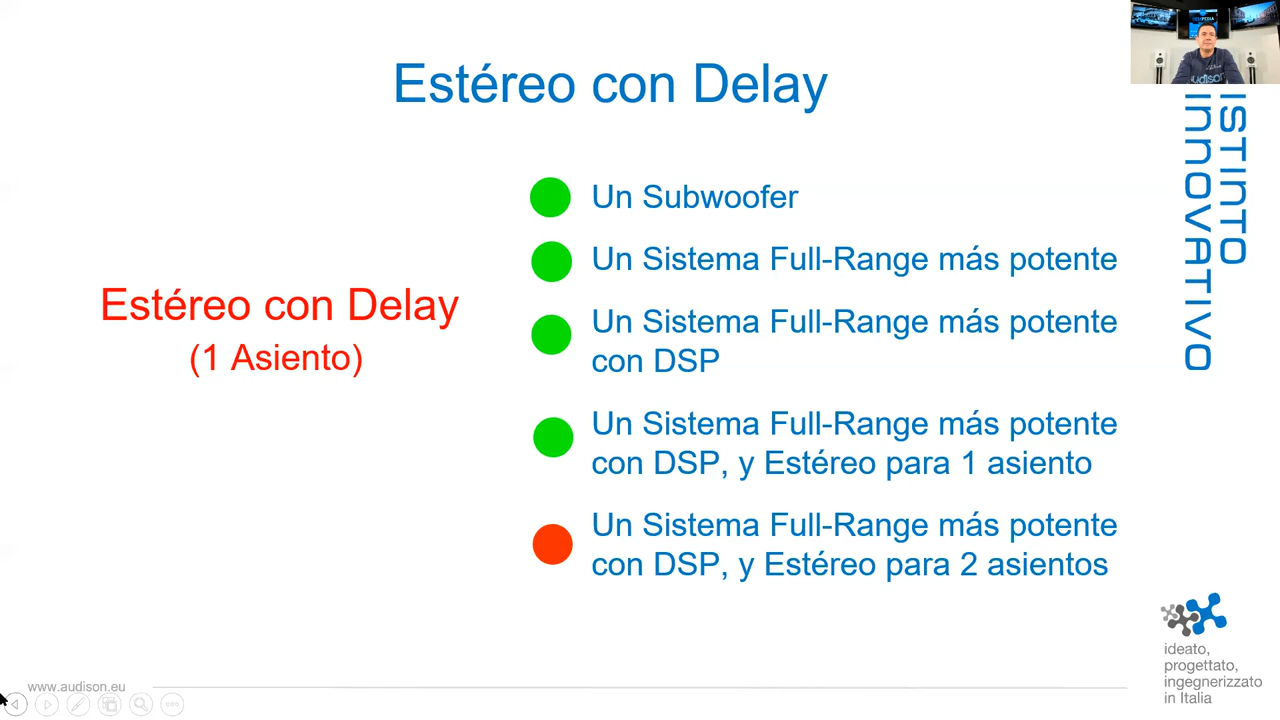 Estéreo con Delay
Un Subwoofer
Un Sistema Full-Range más potente
Estéreo con Delay
(1 Asiento)
Un Sistema Full-Range más potente
con DSP
Un Sistema Full-Range más potente
con DSP, y Estéreo para 1 asiento
Un Sistema Full-Range más potente
con DSP, y Estéreo para 2 asientos
ISTINTO
INNOVATIVO
audison
ideato,
progettato,
ingegnerizzato
in Italia
www.audison.eu